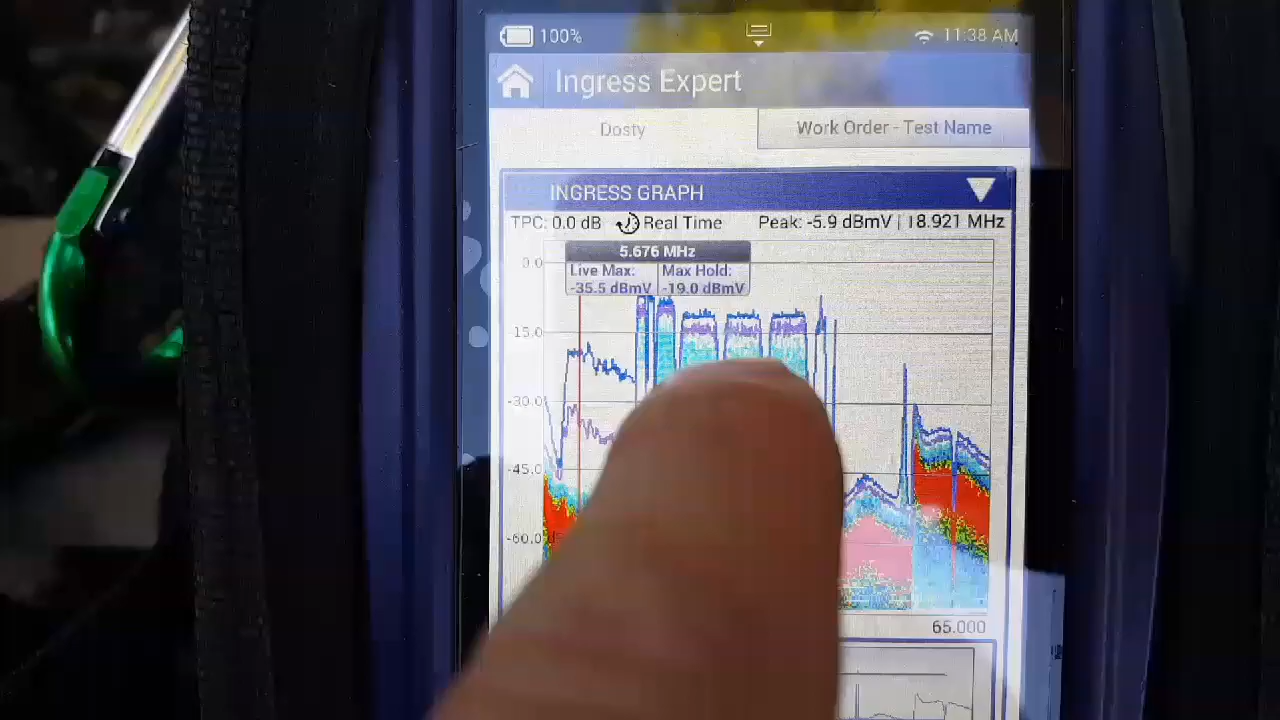 100%
11:38 AM
Ingress Expert
Dosty
Work Order - Test Name
INGRESS GRAPH
TPC: 0.0 dB Real Time Peak: -5.9 dBmV | 18.921 MHz
5.676 MHz
Live Max: Max Hold:
-35.5 dBmV -19.0 dBmV
0.0
-15.0
-30.0
-45.0
-60.0
65.000